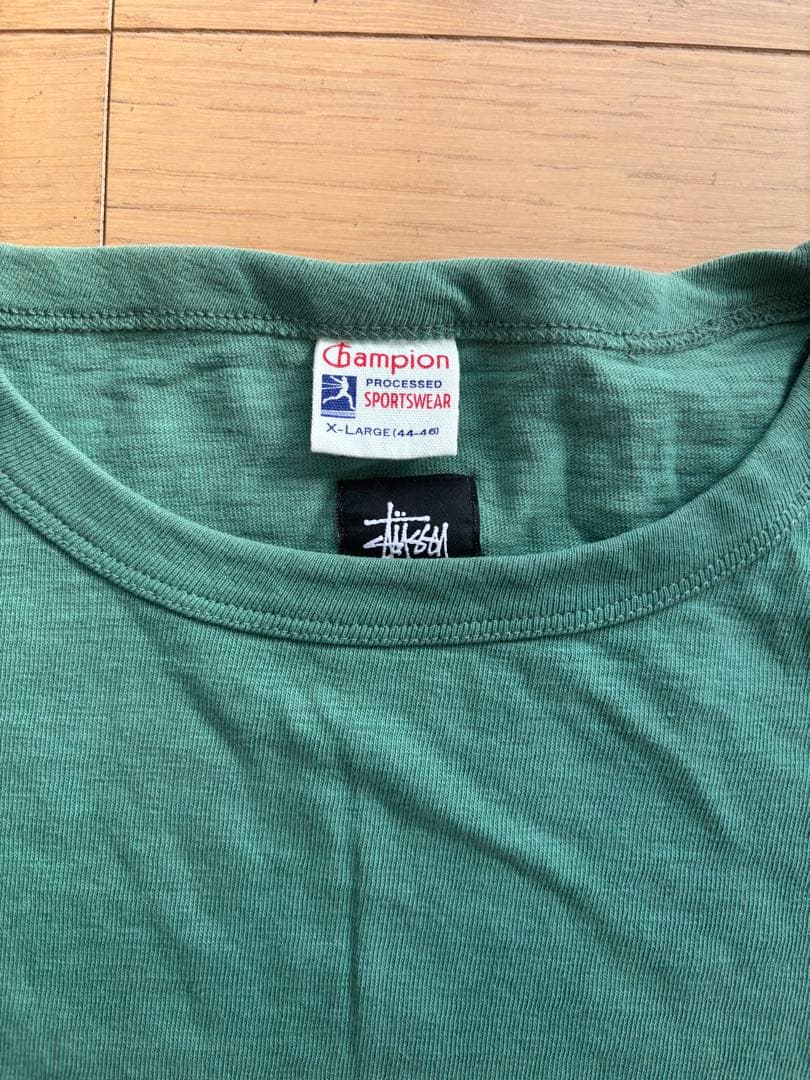 Champion
PROCESSED
SPORTSWEAR
X-LARGE (44-46)
STÜSSY